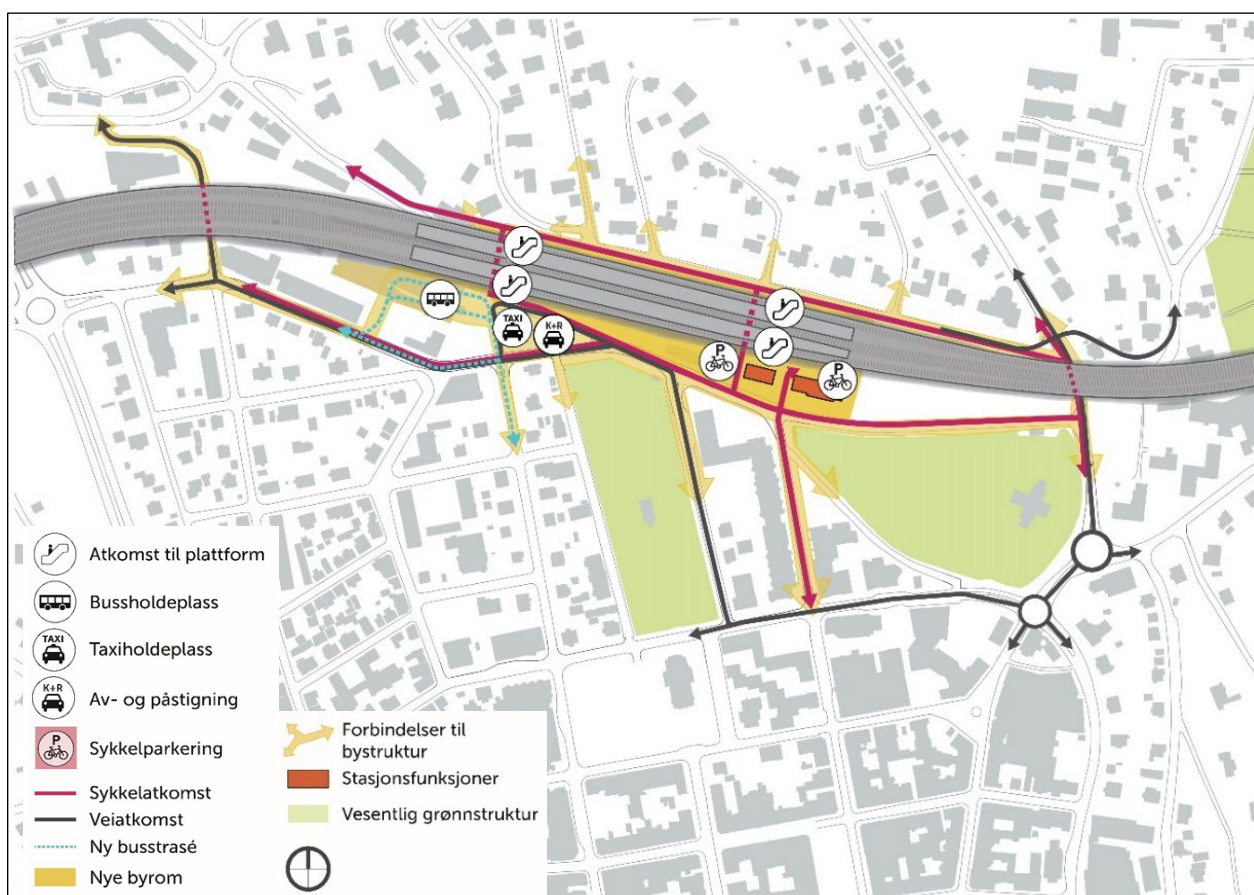 TAXI
K+R
P
P
Atkomst til plattform
Bussholdeplass
TAXI
Taxiholdeplass
K+R
Av- og påstigning
P
Sykkelparkering
Sykkelatkomst
Veiatkomst
Ny busstrasé
Nye byrom
Forbindelser til
bystruktur
Stasjonsfunksjoner
Vesentlig grønnstruktur